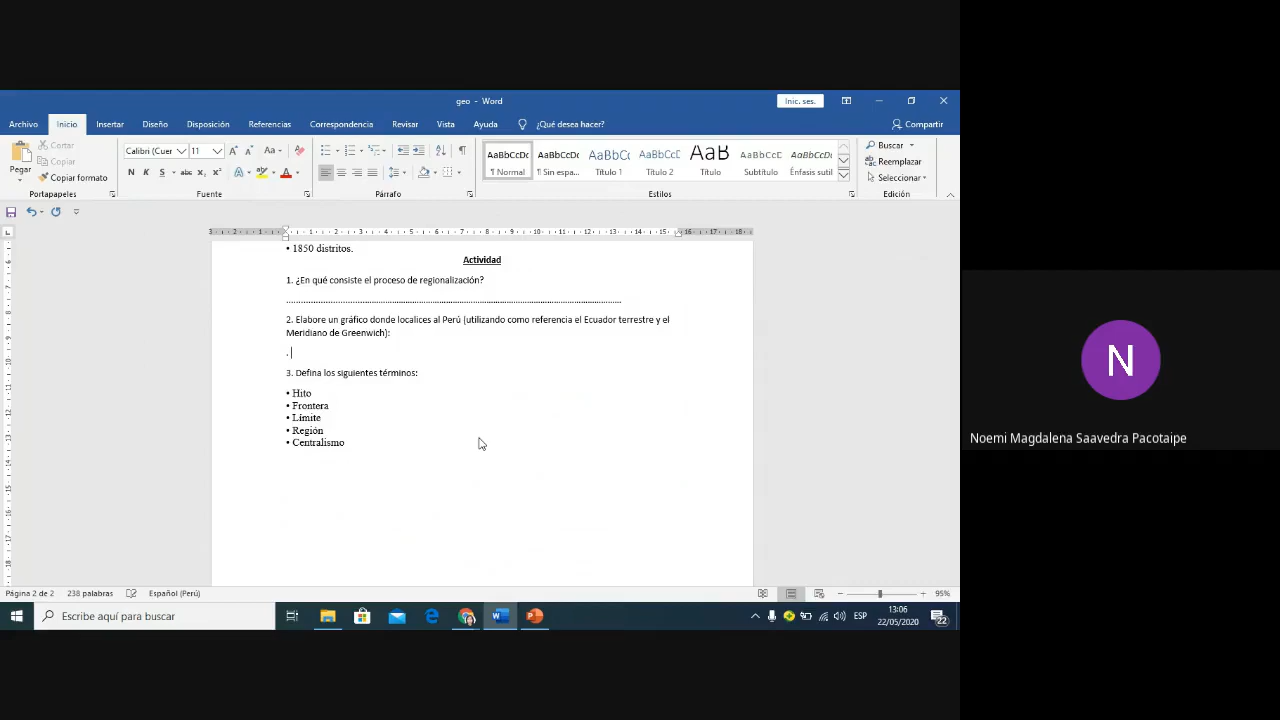 geo - Word
Inic. ses.
Archivo Inicio Insertar Diseño Disposición Referencias Correspondencia Revisar Vista Ayuda ¿Qué desea hacer? Compartir
Pegar
Cortar
Copiar
Copiar formato
Portapapeles
Calibri (Cuer 11
Fuente
Párrafo
AaBbCcDc AaBbCcDc AaBbCc AaBbCcD AaB AaBbCcD AaBbCcDc
¶ Normal ¶ Sin espa... Título 1 Título 2 Título Subtítulo Énfasis sutil
Estilos
Buscar
Reemplazar
Seleccionar
Edición
• 1850 distritos.
Actividad
1. ¿En qué consiste el proceso de regionalización?
2. Elabore un gráfico donde localices al Perú (utilizando como referencia el Ecuador terrestre y el
Meridiano de Greenwich):
.
3. Defina los siguientes términos:
• Hito
• Frontera
• Límite
• Región
• Centralismo
N
Noemi Magdalena Saavedra Pacotaipe
Página 2 de 2 238 palabras Español (Perú) 95%
Escribe aquí para buscar
ESP
13:06
22/05/2020
22